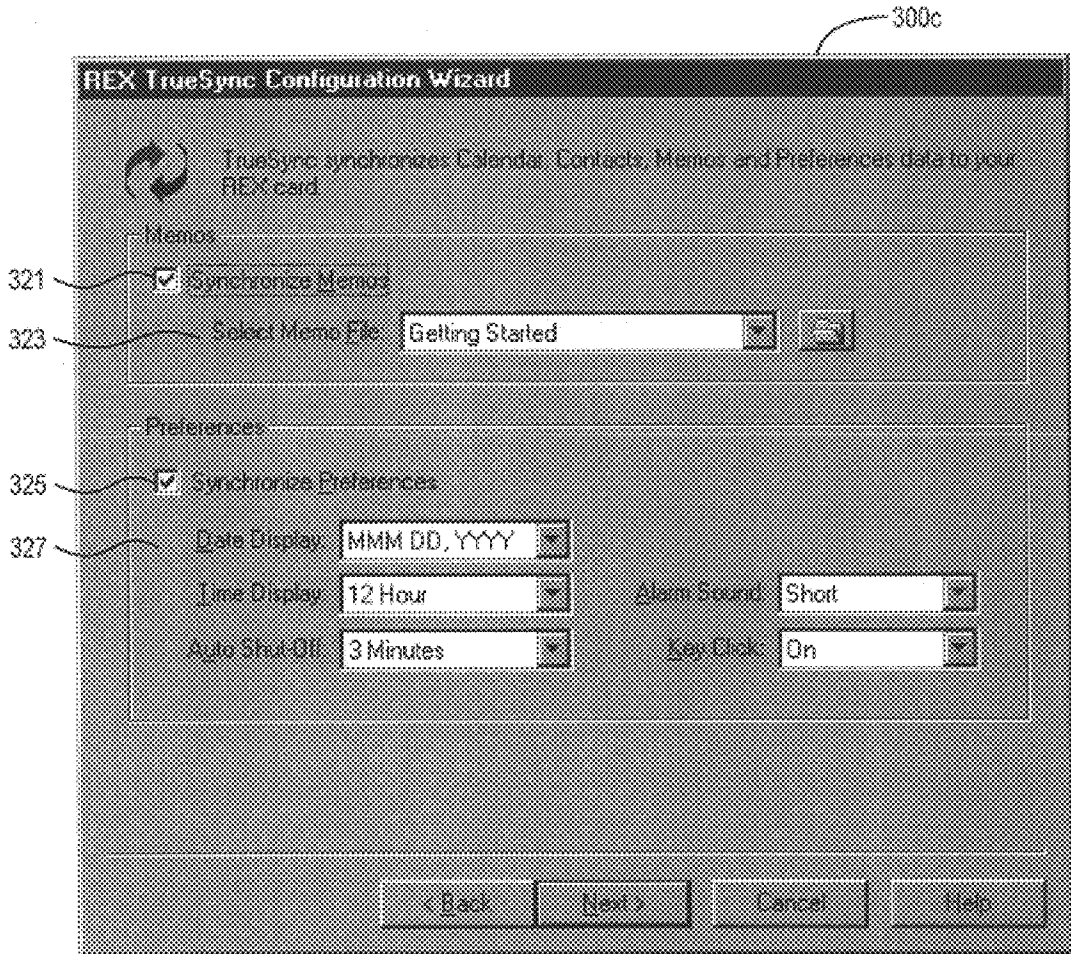 300c
REX TrueSync Configuration Wizard
TrueSync synchronizes Calendar, Contacts, Memos and Preferences data to your
REX card.
Memos
321
Synchronize Memos
323
Select Memo File: Getting Started
Preferences
325
Synchronize Preferences
327
Date Display: MMM DD, YYYY
Time Display: 12 Hour
Alarm Sound: Short
Auto Shut-Off: 3 Minutes
Key Click: On
< Back
Next >
Cancel
Help